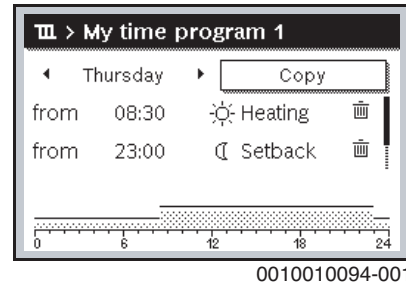 > My time program 1
Thursday Copy
from 08:30 Heating
from 23:00 Setback
0 6 12 18 24
0010010094-001